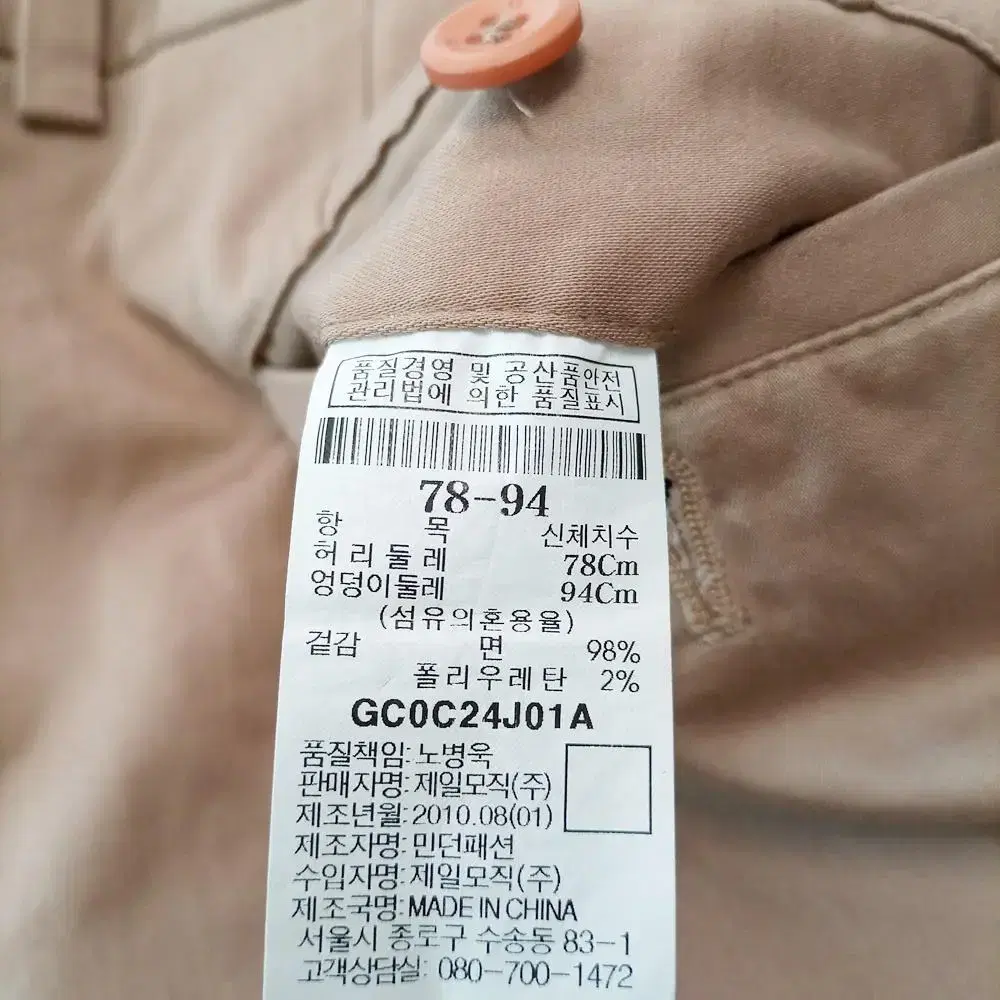 품질경영 및 공산품안전
관리법에 의한 품질표시
78-94
항 목 신체치수
허리둘레 78Cm
엉덩이둘레 94Cm
(섬유의혼용율)
겉감 면 98%
폴리우레탄 2%
GC0C24J01A
품질책임: 노병욱
판매자명: 제일모직(주)
제조년월: 2010.08(01)
제조자명: 민던패션
수입자명: 제일모직(주)
제조국명: MADE IN CHINA
서울시 종로구 수송동 83-1
고객상담실: 080-700-1472